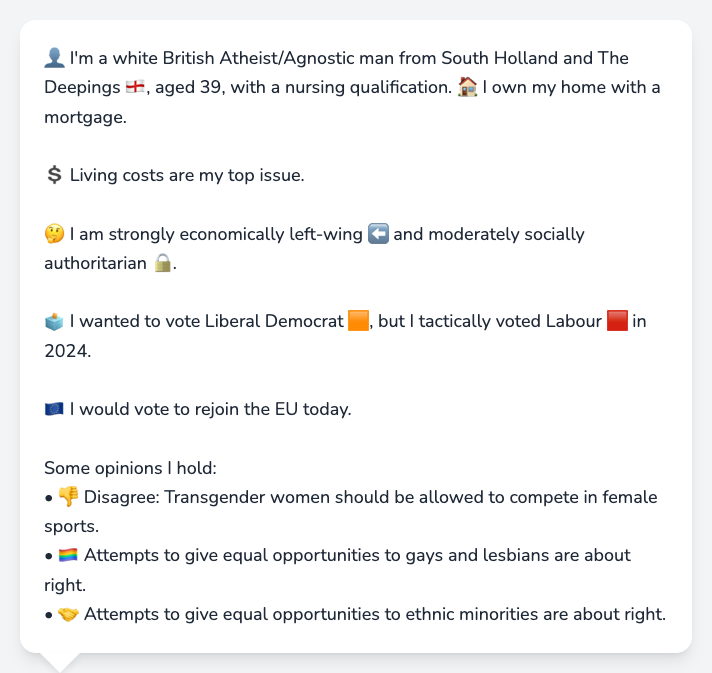 👤 I'm a white British Atheist/Agnostic man from South Holland and The
Deepings 🏴󠁧󠁢󠁥󠁮󠁧󠁿, aged 39, with a nursing qualification. 🏠 I own my home with a
mortgage.
💲 Living costs are my top issue.
🤔 I am strongly economically left-wing ⬅️ and moderately socially
authoritarian 🔒.
🗳️ I wanted to vote Liberal Democrat 🟧, but I tactically voted Labour 🟥 in
2024.
🇪🇺 I would vote to rejoin the EU today.
Some opinions I hold:
• 👎 Disagree: Transgender women should be allowed to compete in female
sports.
• 🏳️‍🌈 Attempts to give equal opportunities to gays and lesbians are about
right.
• 🤝 Attempts to give equal opportunities to ethnic minorities are about right.